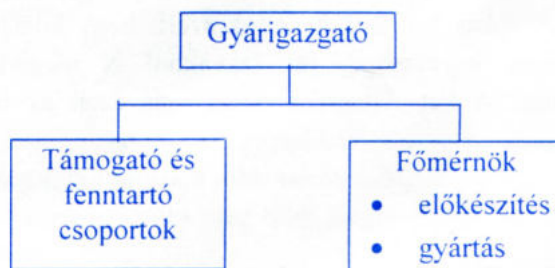 Gyárigazgató
Támogató és
fenntartó
csoportok
Főmérnök
• előkészítés
• gyártás